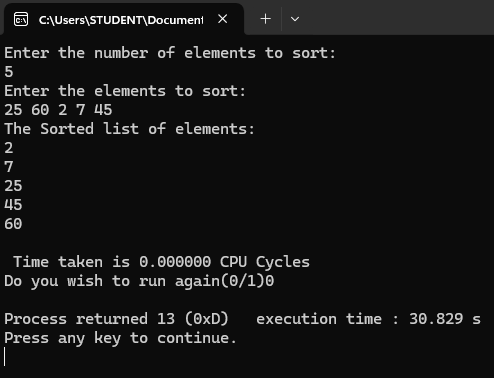 C:\Users\STUDENT\Document
Enter the number of elements to sort:
5
Enter the elements to sort:
25 60 2 7 45
The Sorted list of elements:
2
7
25
45
60
 Time taken is 0.000000 CPU Cycles
Do you wish to run again(0/1)0
Process returned 13 (0xD)   execution time : 30.829 s
Press any key to continue.